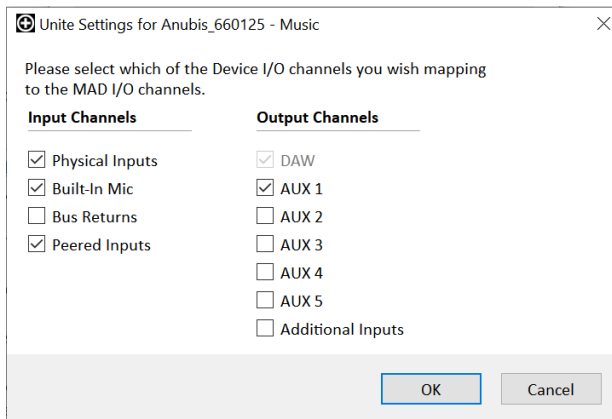 Unite Settings for Anubis_660125 - Music
Please select which of the Device I/O channels you wish mapping
to the MAD I/O channels.
Input Channels
Output Channels
Physical Inputs
DAW
Built-In Mic
AUX 1
Bus Returns
AUX 2
Peered Inputs
AUX 3
AUX 4
AUX 5
Additional Inputs
OK
Cancel